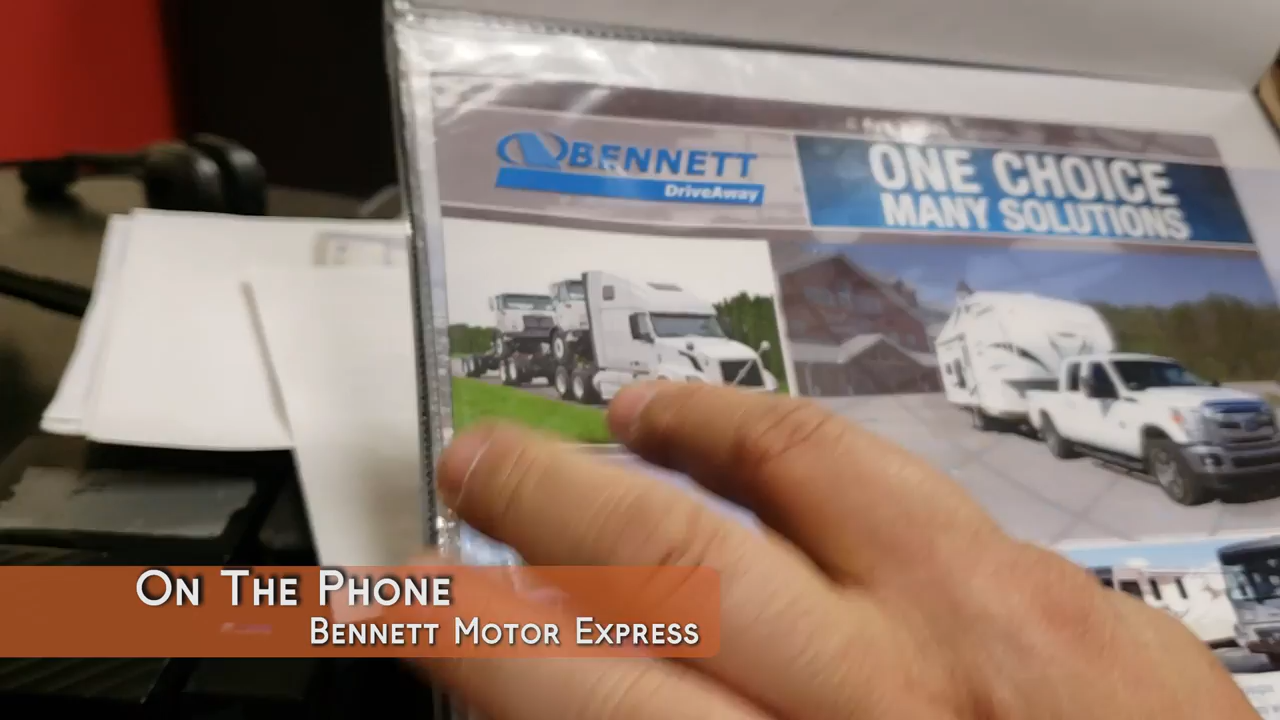 BENNETT
DriveAway
ONE CHOICE
MANY SOLUTIONS
On The Phone
Bennett Motor Express